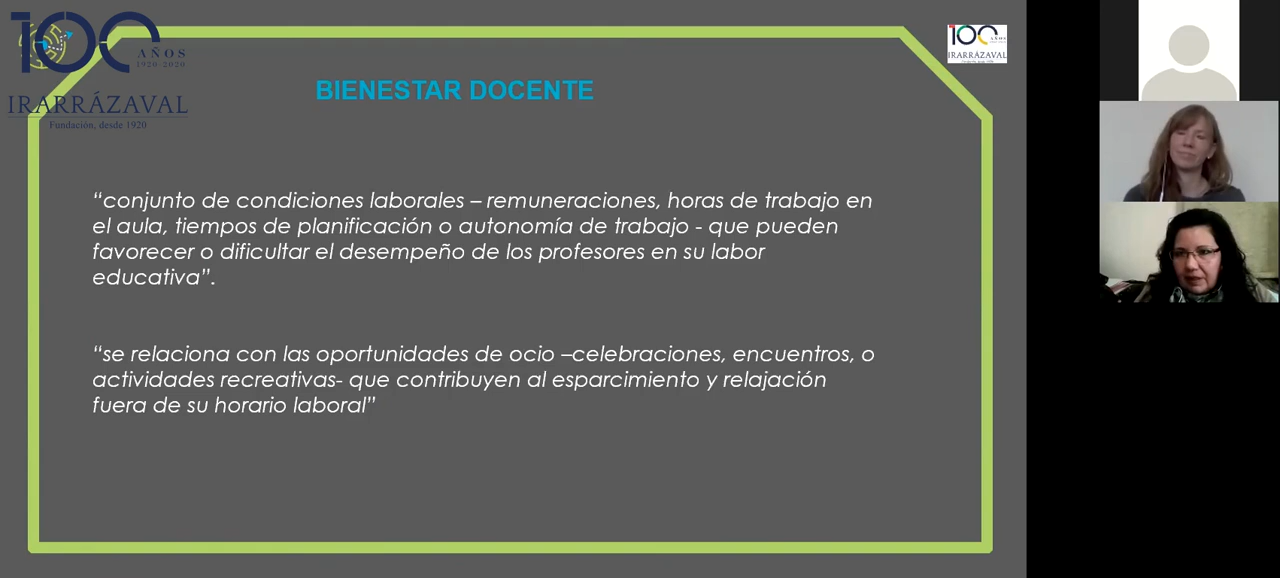 100
AÑOS
1920-2020
IRARRÁZAVAL
Fundación, desde 1920
100
IRARRÁZAVAL
BIENESTAR DOCENTE
“conjunto de condiciones laborales – remuneraciones, horas de trabajo en
el aula, tiempos de planificación o autonomía de trabajo - que pueden
favorecer o dificultar el desempeño de los profesores en su labor
educativa”.
“se relaciona con las oportunidades de ocio –celebraciones, encuentros, o
actividades recreativas- que contribuyen al esparcimiento y relajación
fuera de su horario laboral”